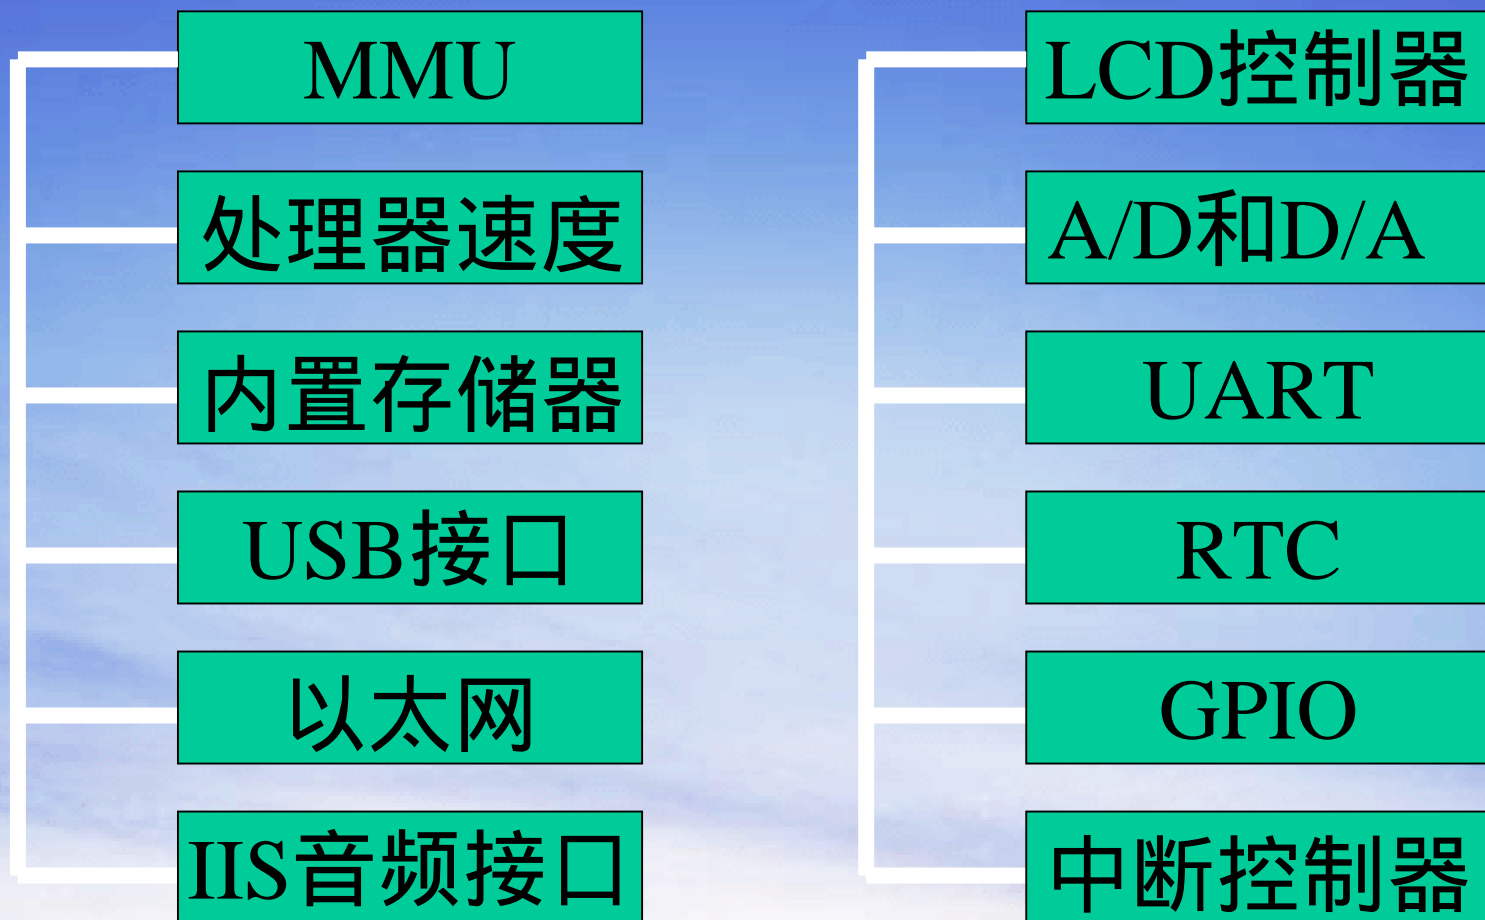 MMU
处理器速度
内置存储器
USB接口
以太网
IIS音频接口
LCD控制器
A/D和D/A
UART
RTC
GPIO
中断控制器